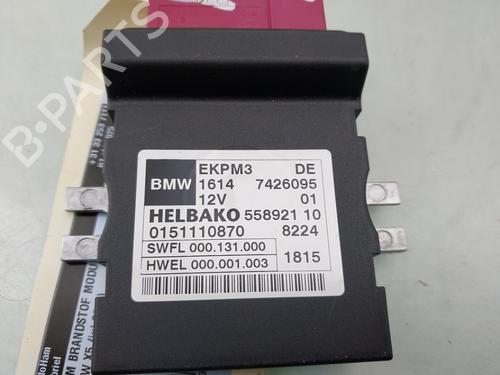 B-PARTS
EKPM3 DE
BMW 1614 7426095
12V 01
HELBAKO 558921 10
0151110870 8224
SWFL 000.131.000
HWEL 000.001.003 1815
BRANDSTOF MODU
X5